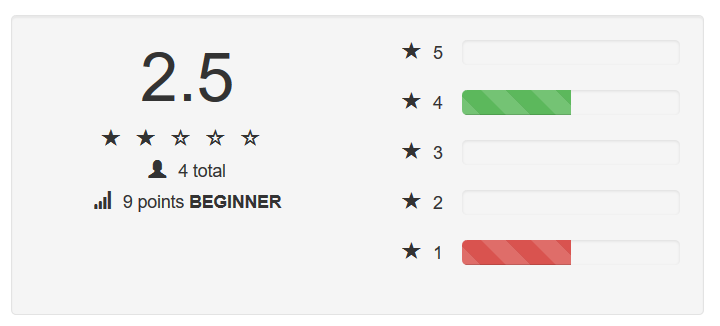 2.5
★ ★ ☆ ☆ ☆
4 total
9 points BEGINNER
★ 5
★ 4
★ 3
★ 2
★ 1